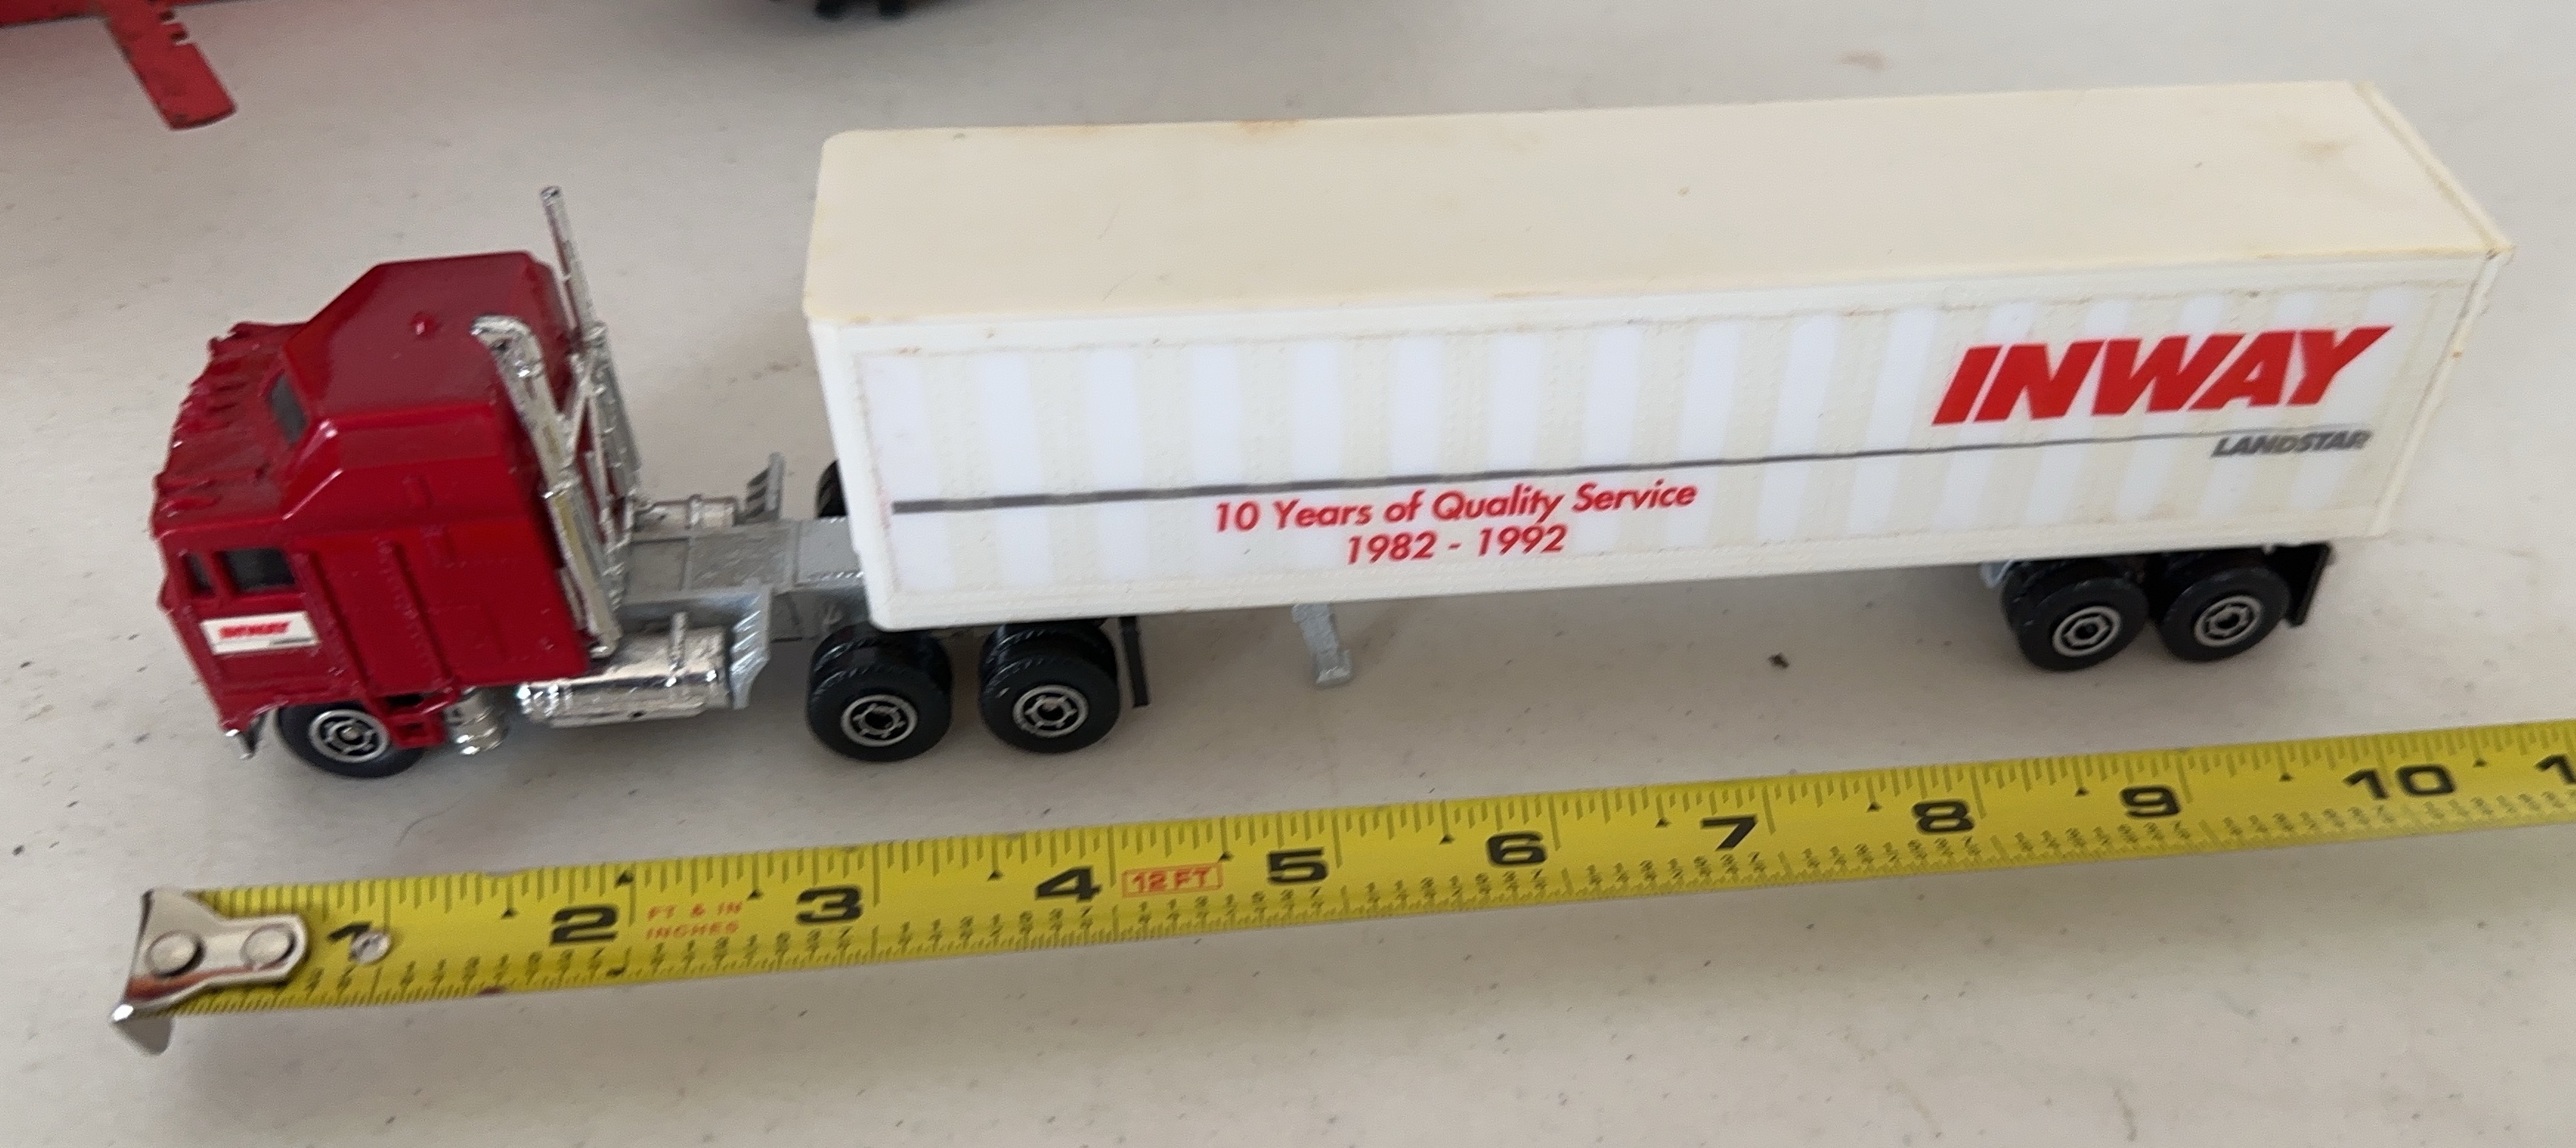 INWAY
LANDSTAR
10 Years of Quality Service
1982 - 1992
INWAY
1 2 3 4 5 6 7 8 9 10 1
12 FT
FT & IN
INCHES